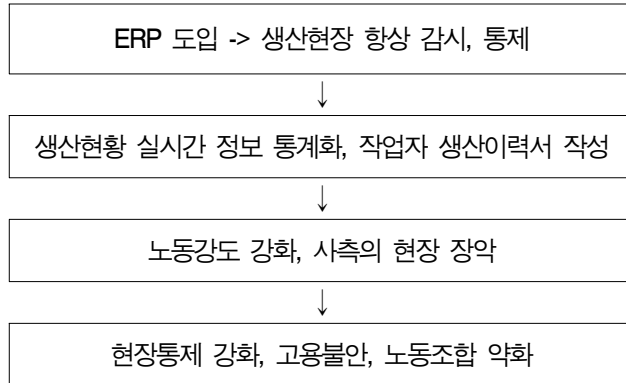 ERP 도입 -> 생산현장 항상 감시, 통제
↓
생산현황 실시간 정보 통계화, 작업자 생산이력서 작성
↓
노동강도 강화, 사측의 현장 장악
↓
현장통제 강화, 고용불안, 노동조합 약화